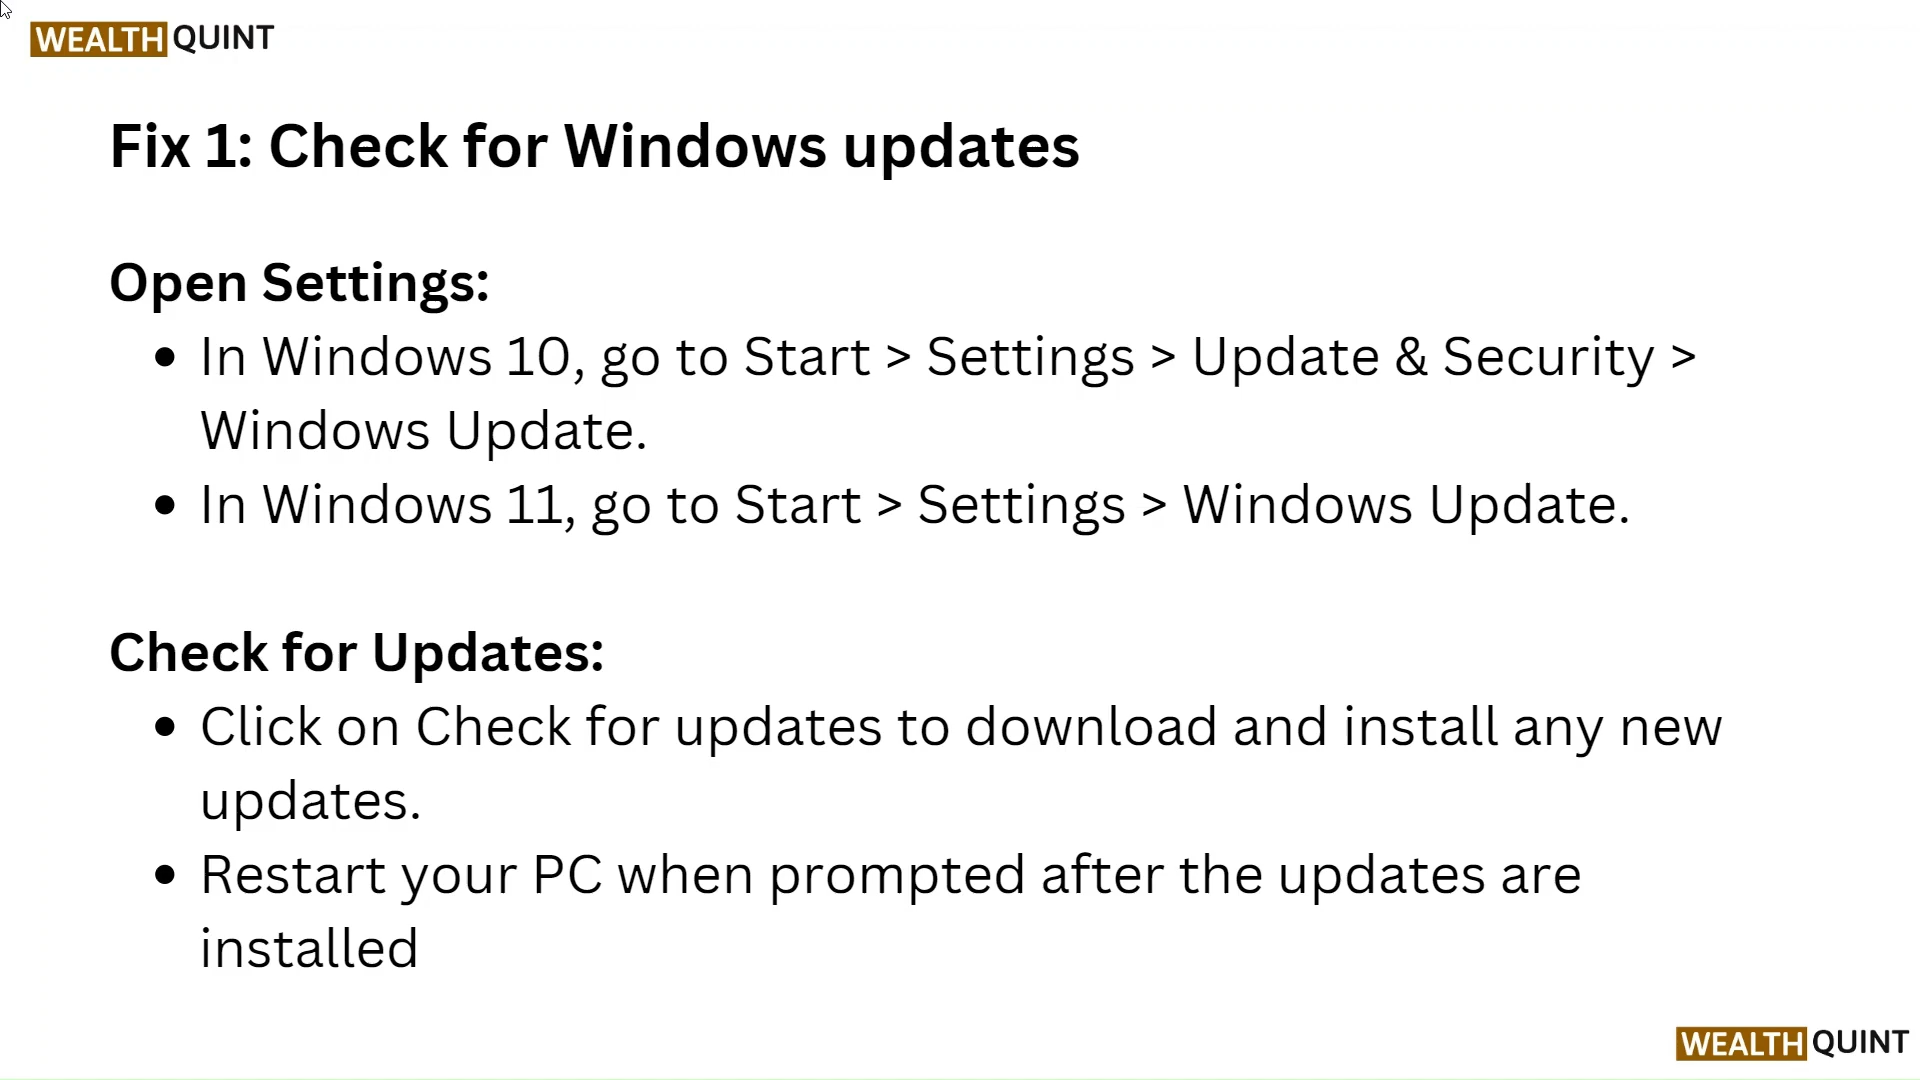 WEALTH QUINT
Fix 1: Check for Windows updates
Open Settings:
• In Windows 10, go to Start > Settings > Update & Security >
Windows Update.
• In Windows 11, go to Start > Settings > Windows Update.
Check for Updates:
• Click on Check for updates to download and install any new
updates.
• Restart your PC when prompted after the updates are
installed
WEALTH QUINT